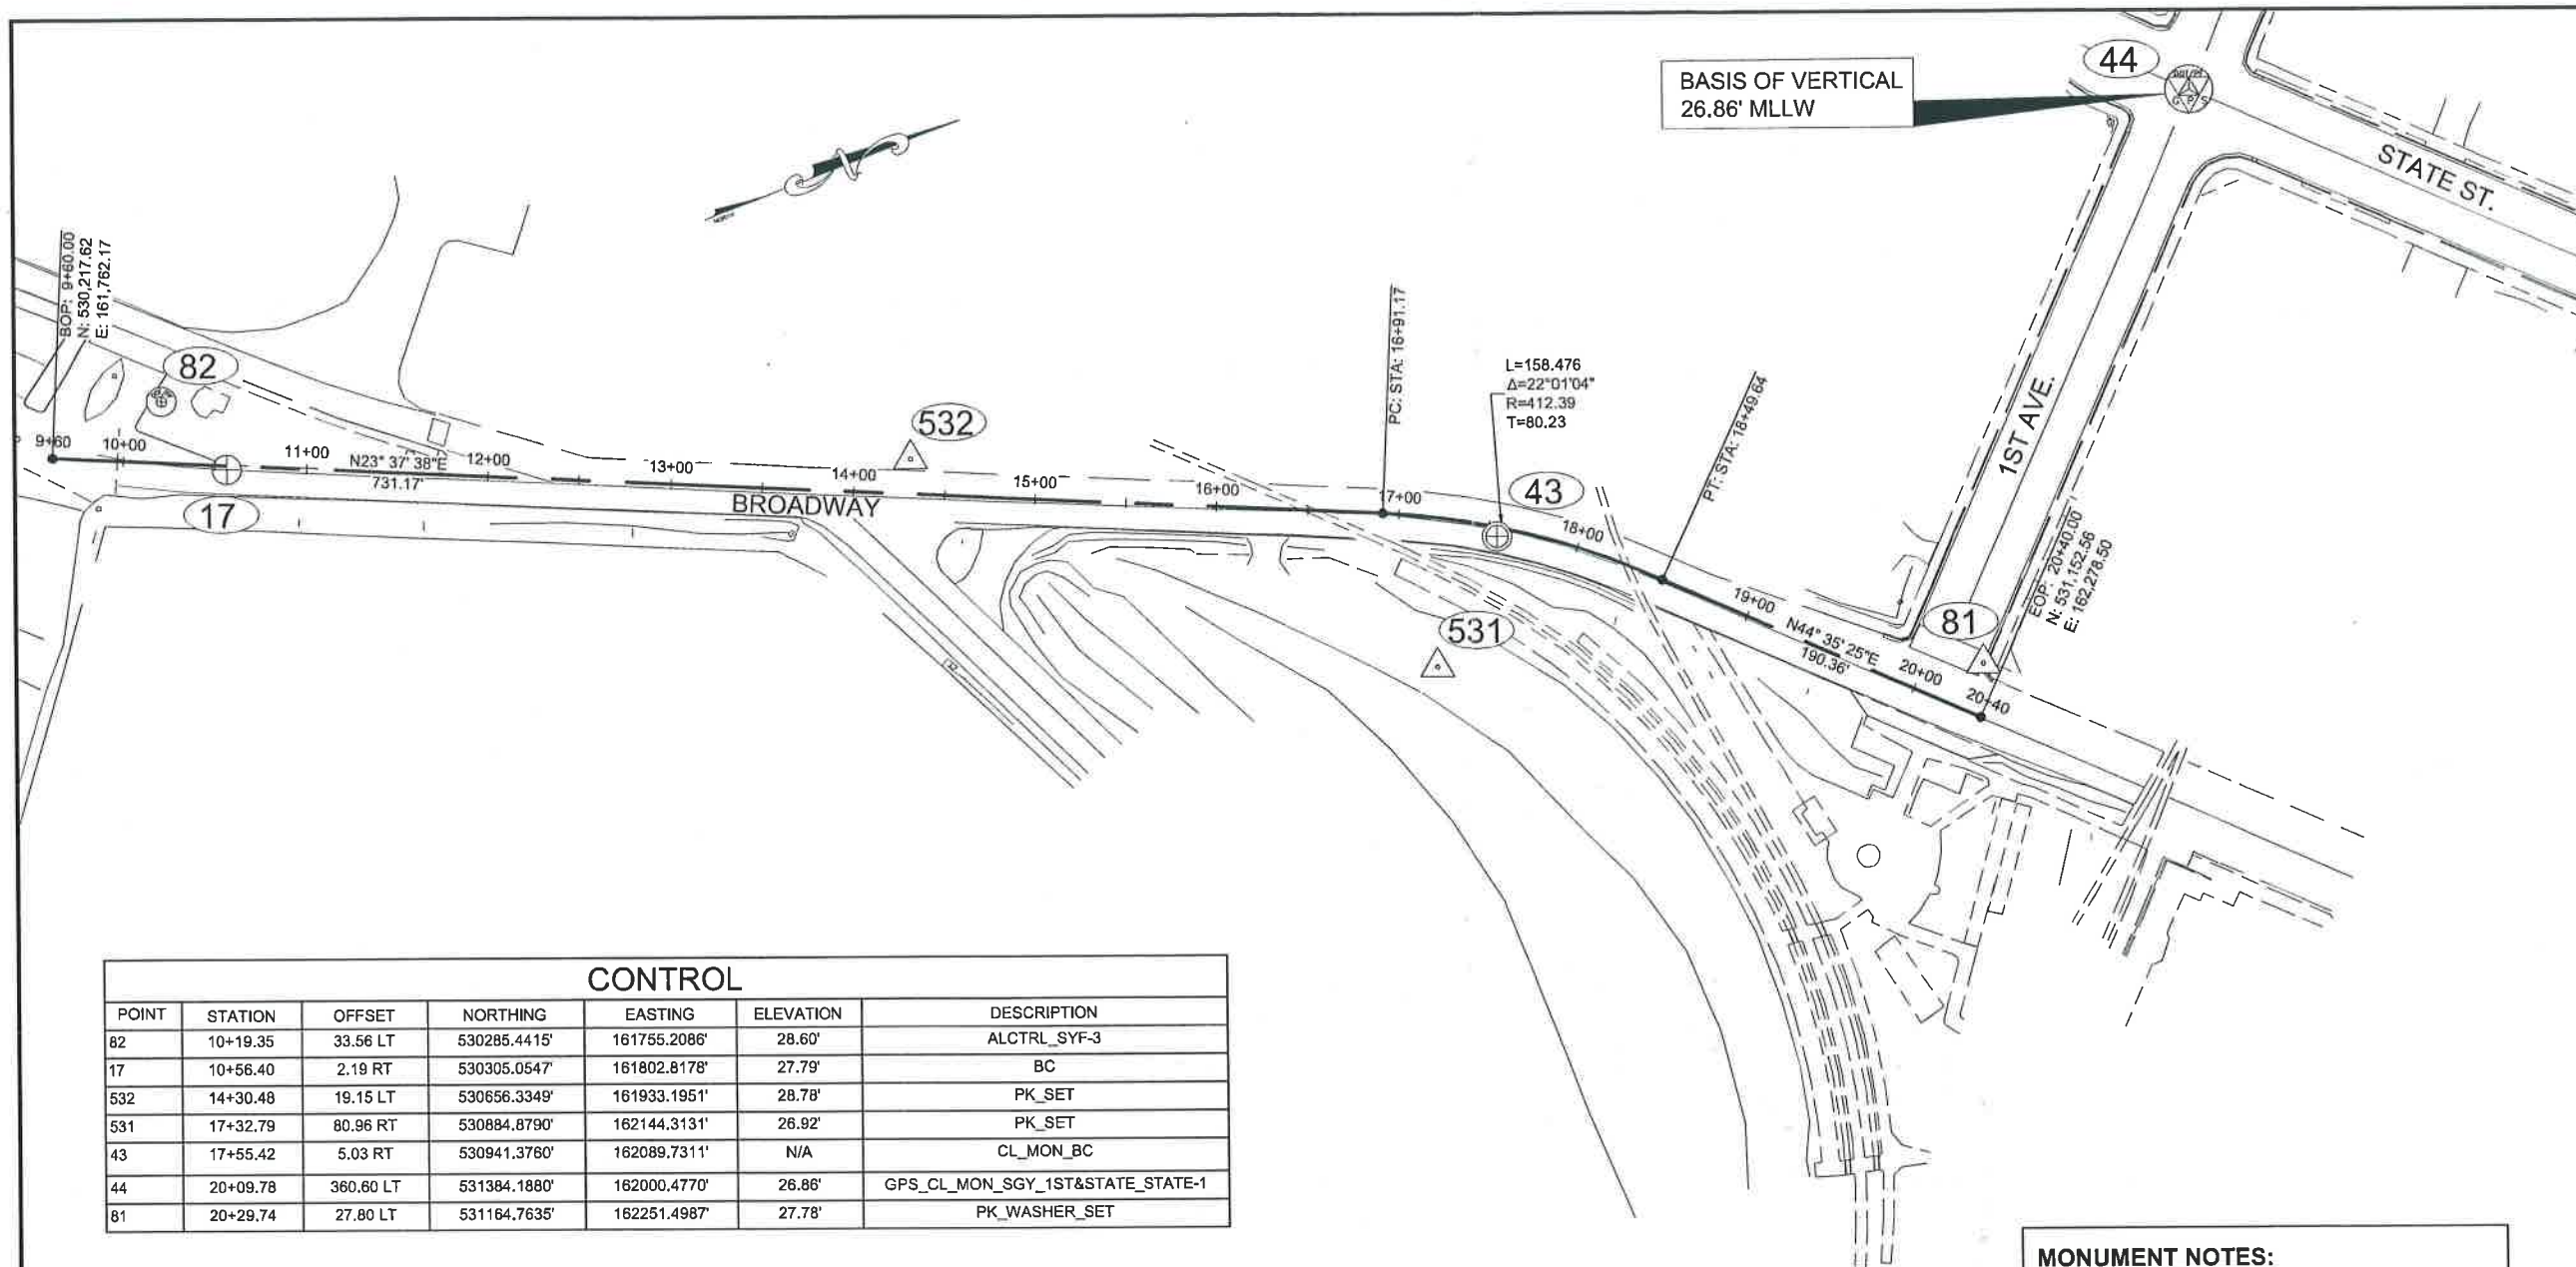 BASIS OF VERTICAL
26.86' MLLW
44
G P S
STATE ST.
1ST AVE.
BOP: 9+60.00
N: 530,217.62
E: 161,762.17
82
17
9+60
10+00
11+00
N23° 37' 38"E
731.17'
12+00
13+00
14+00
15+00
16+00
17+00
18+00
19+00
20+00
20+40
BROADWAY
532
PC: STA: 16+91.17
L=158.476
Δ=22°01'04"
R=412.39
T=80.23
43
PT: STA: 18+49.64
531
N44° 35' 25"E
190.36'
81
EOP: 20+40.00
N: 531,152.56
E: 162,278.50
CONTROL
POINT STATION OFFSET NORTHING EASTING ELEVATION DESCRIPTION
82 10+19.35 33.56 LT 530285.4415' 161755.2086' 28.60' ALCTRL_SYF-3
17 10+56.40 2.19 RT 530305.0547' 161802.8178' 27.79' BC
532 14+30.48 19.15 LT 530656.3349' 161933.1951' 28.78' PK_SET
531 17+32.79 80.96 RT 530884.8790' 162144.3131' 26.92' PK_SET
43 17+55.42 5.03 RT 530941.3760' 162089.7311' N/A CL_MON_BC
44 20+09.78 360.60 LT 531384.1880' 162000.4770' 26.86' GPS_CL_MON_SGY_1ST&STATE_STATE-1
81 20+29.74 27.80 LT 531164.7635' 162251.4987' 27.78' PK_WASHER_SET
MONUMENT NOTES: